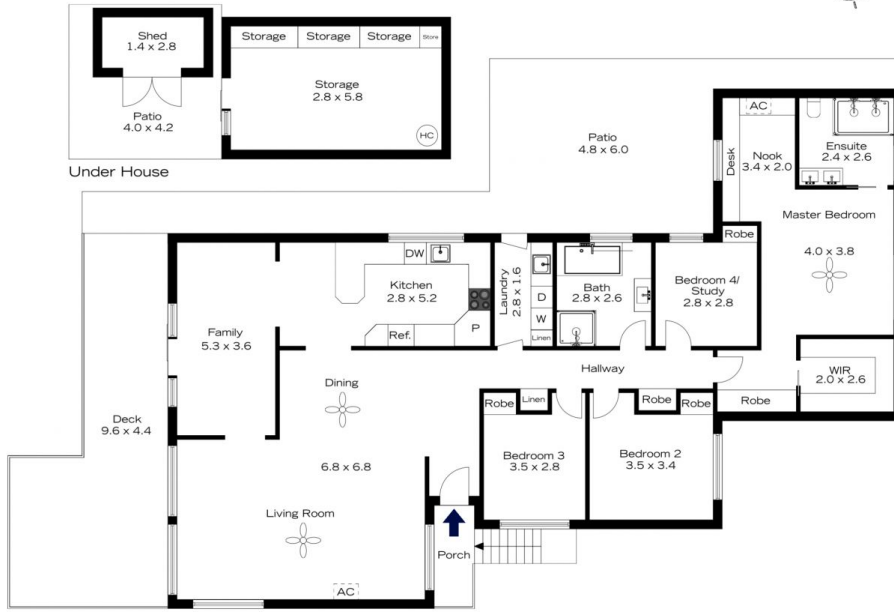 Shed
1.4 x 2.8
Storage
Storage
Storage
Store
Storage
2.8 x 5.8
HC
Patio
4.0 x 4.2
Under House
Patio
4.8 x 6.0
AC
Desk
Nook
3.4 x 2.0
Ensuite
2.4 x 2.6
Master Bedroom
4.0 x 3.8
Robe
Bedroom 4/
Study
2.8 x 2.8
DW
Kitchen
2.8 x 5.2
Ref.
P
Laundry
2.8 x 1.6
D
W
Linen
Bath
2.8 x 2.6
Family
5.3 x 3.6
Deck
9.6 x 4.4
Dining
6.8 x 6.8
Living Room
AC
Hallway
Robe
Linen
Robe
Robe
Robe
WIR
2.0 x 2.6
Bedroom 3
3.5 x 2.8
Bedroom 2
3.5 x 3.4
Porch